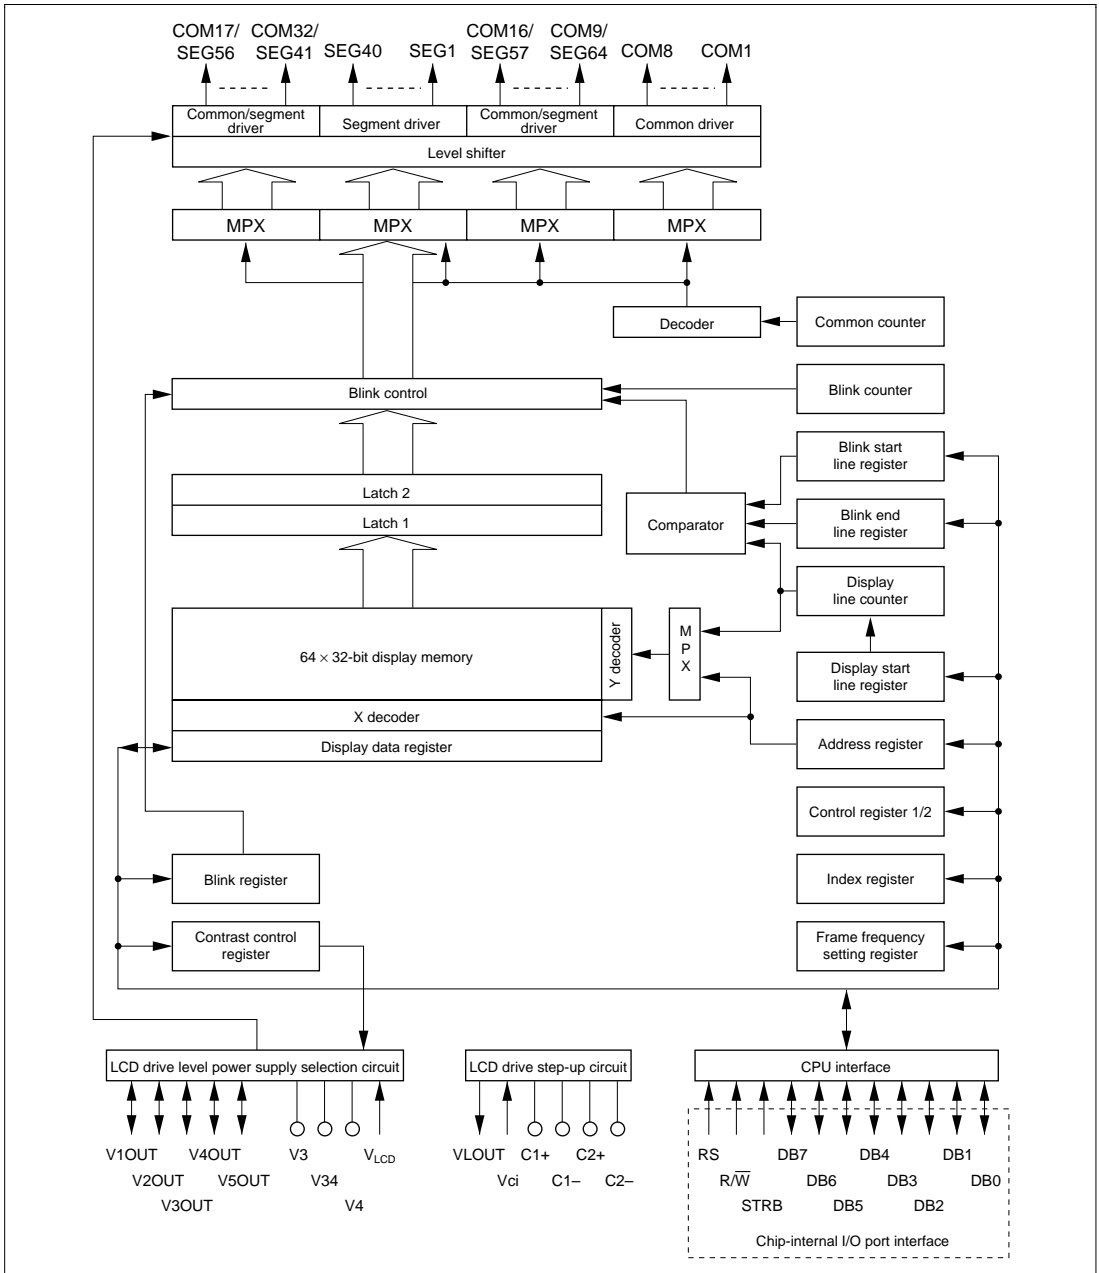 COM17/ COM32/ COM16/ COM9/
SEG56 SEG41 SEG40 SEG1 SEG57 SEG64 COM8 COM1
Common/segment
driver
Segment driver
Common/segment
driver
Common driver
Level shifter
MPX MPX MPX MPX
Decoder
Common counter
Blink control
Blink counter
Blink start
line register
Latch 2
Latch 1
Comparator
Blink end
line register
Display
line counter
64 × 32-bit display memory
Y decoder
M
P
X
Display start
line register
X decoder
Display data register
Address register
Control register 1/2
Blink register
Index register
Contrast control
register
Frame frequency
setting register
LCD drive level power supply selection circuit
LCD drive step-up circuit
CPU interface
V1OUT V4OUT V3 VLCD VLOUT C1+ C2+ RS DB7 DB4 DB1
V2OUT V5OUT V34 Vci C1– C2– R/W̅ DB6 DB3 DB0
V3OUT V4 STRB DB5 DB2
Chip-internal I/O port interface